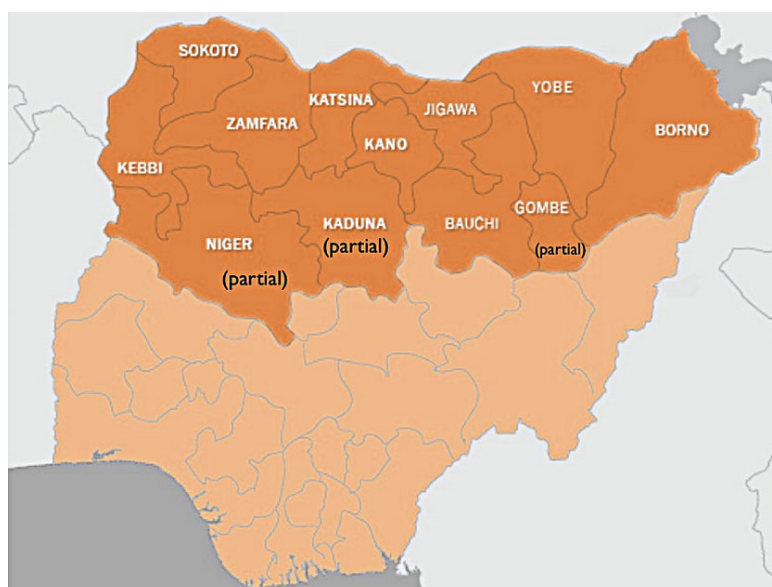 SOKOTO
YOBE
KATSINA
JIGAWA
ZAMFARA
BORNO
KANO
KEBBI
GOMBE
KADUNA
BAUCHI
(partial)
NIGER
(partial)
(partial)